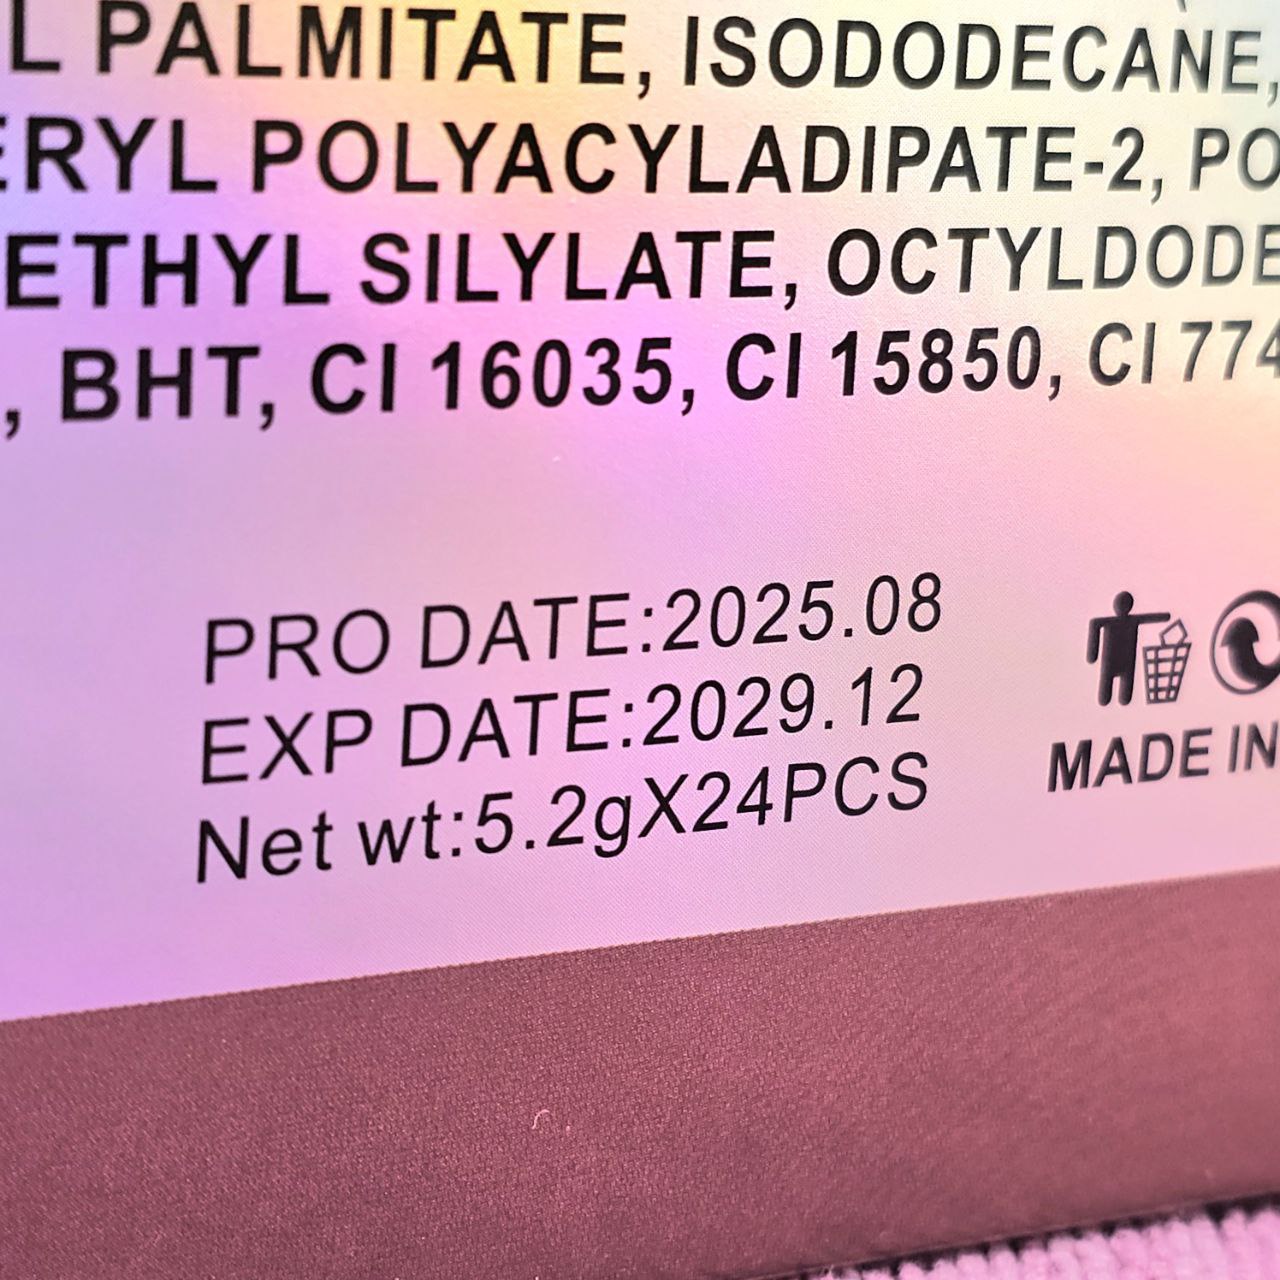 L PALMITATE, ISODODECANE,
ERYL POLYACYLADIPATE-2, PO
ETHYL SILYLATE, OCTYLDODE
, BHT, CI 16035, CI 15850, CI 774
PRO DATE:2025.08
EXP DATE:2029.12
Net wt:5.2gX24PCS
MADE IN